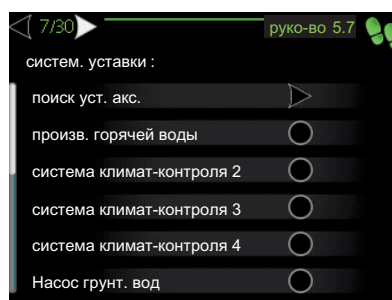 7/30
руко-во 5.7
систем. уставки :
поиск уст. акс.
произв. горячей воды
система климат-контроля 2
система климат-контроля 3
система климат-контроля 4
Насос грунт. вод